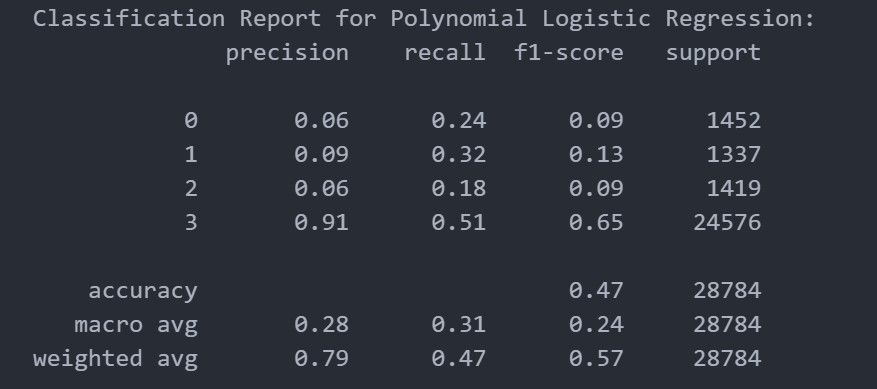 Classification Report for Polynomial Logistic Regression:
precision recall f1-score support
0 0.06 0.24 0.09 1452
1 0.09 0.32 0.13 1337
2 0.06 0.18 0.09 1419
3 0.91 0.51 0.65 24576
accuracy 0.47 28784
macro avg 0.28 0.31 0.24 28784
weighted avg 0.79 0.47 0.57 28784